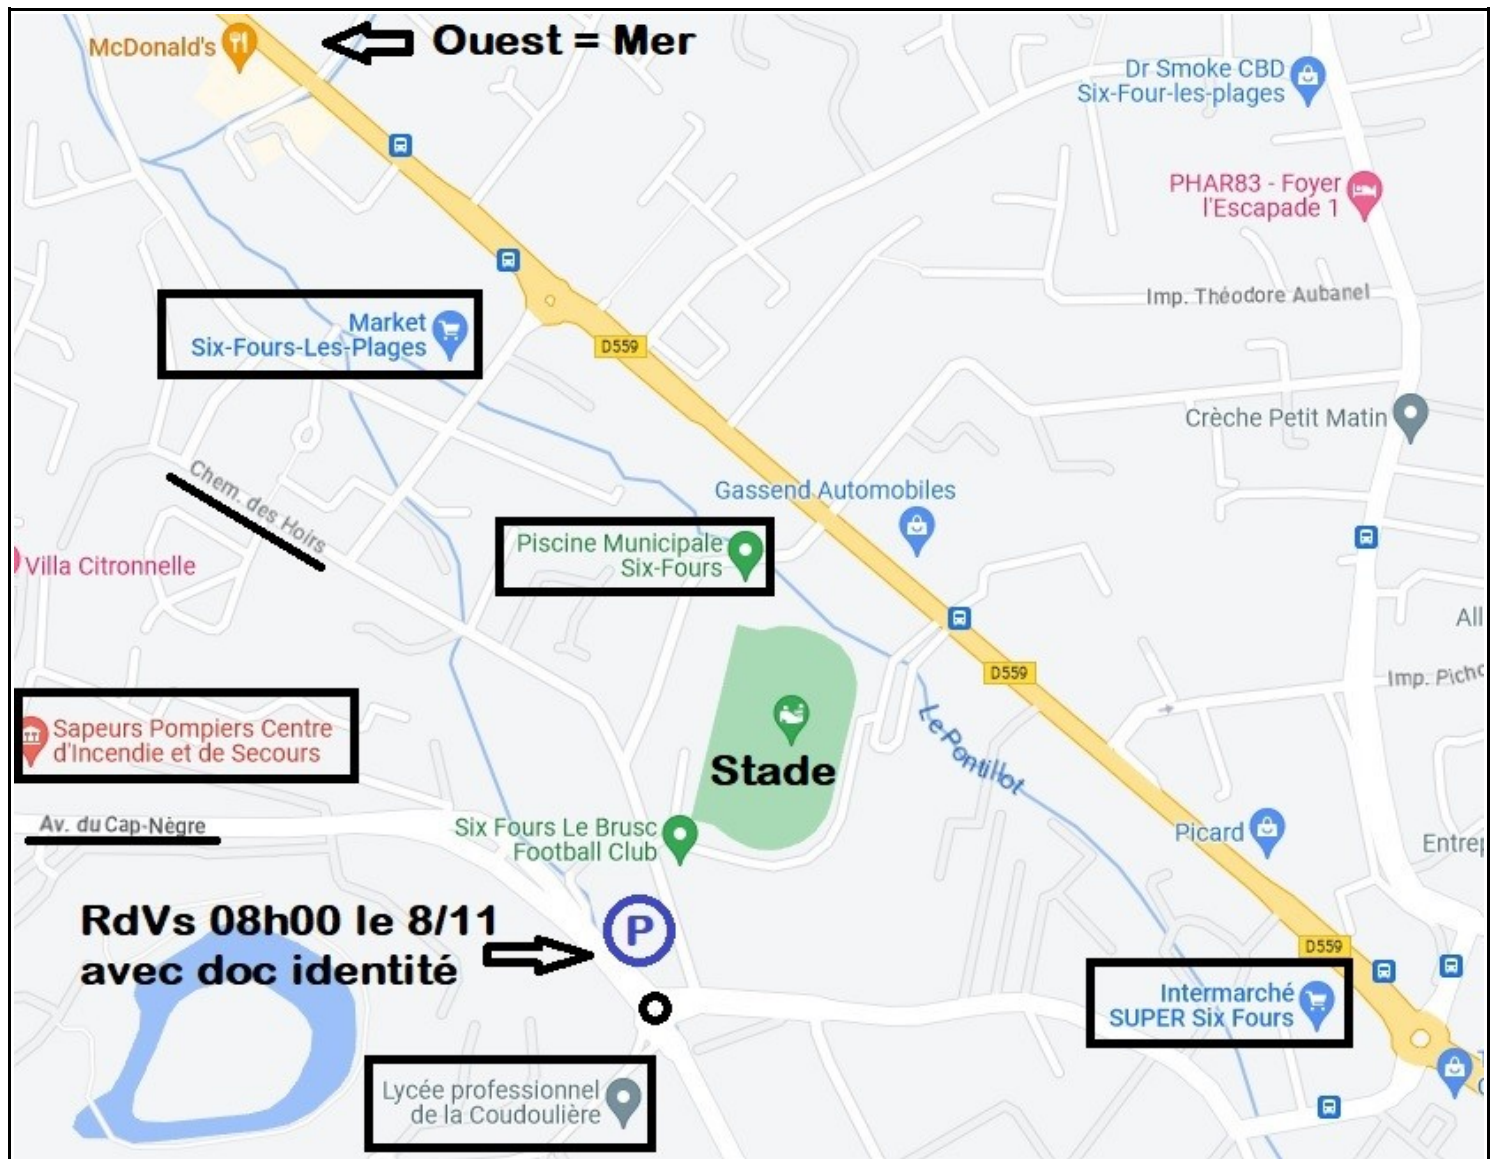 McDonald's
Ouest = Mer
Dr Smoke CBD
Six-Four-les-plages
PHAR83 - Foyer
l'Escapade 1
Imp. Théodore Aubanel
Market
Six-Fours-Les-Plages
D559
Crèche Petit Matin
Chem. des Hoirs
Gassend Automobiles
Piscine Municipale
Six-Fours
Villa Citronnelle
All
D559
Imp. Picho
Sapeurs Pompiers Centre
d'Incendie et de Secours
Le Pontillot
Stade
Av. du Cap-Nègre
Six Fours Le Brusc
Football Club
Picard
Entrep
RdVs 08h00 le 8/11
avec doc identité
P
D559
Intermarché
SUPER Six Fours
Lycée professionnel
de la Coudoulière